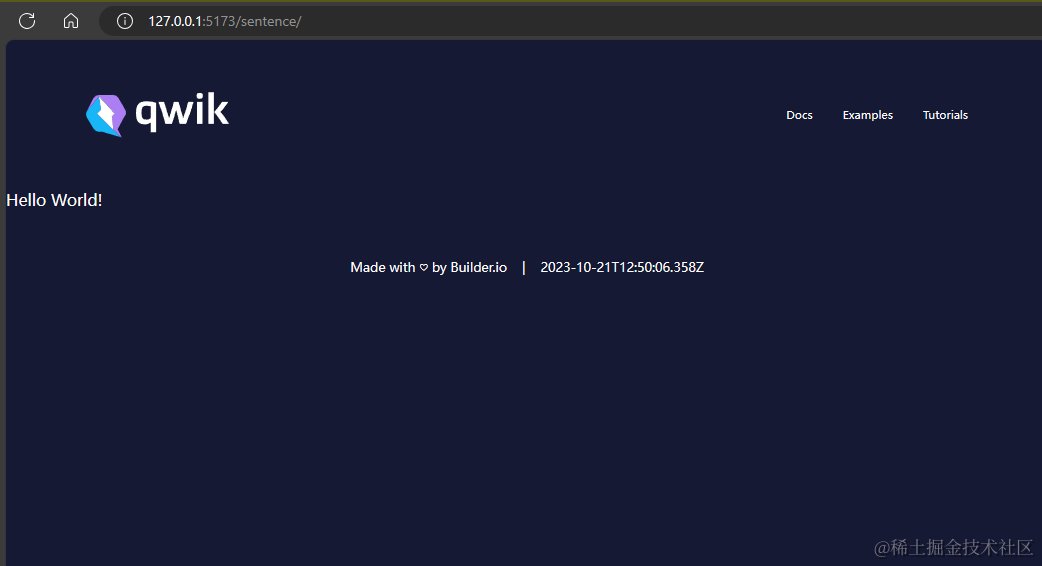 127.0.0.1:5173/sentence/
qwik
Docs Examples Tutorials
Hello World!
Made with ♡ by Builder.io | 2023-10-21T12:50:06.358Z
@稀土掘金技术社区